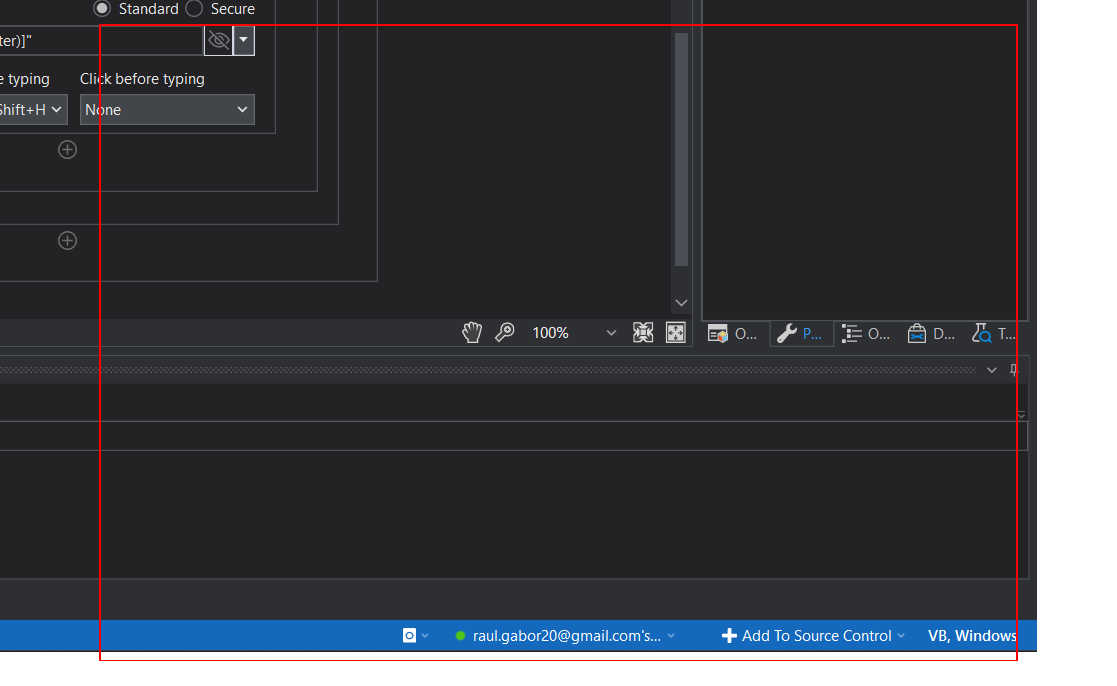 Standard Secure
ter)]"
e typing Click before typing
Shift+H None
100% O... P... O... D... T...
raul.gabor20@gmail.com's... Add To Source Control VB, Windows